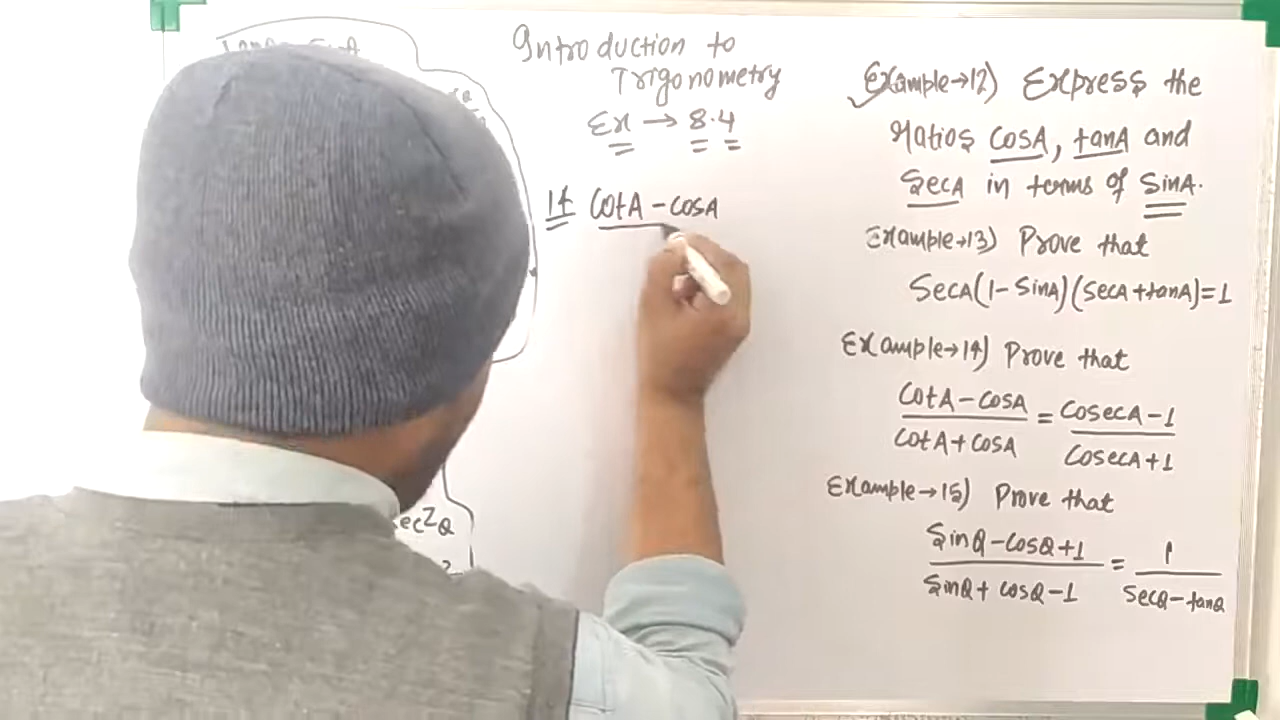 Introduction to
Trigonometry
Ex → 8.4
14 CotA - cosA
Example→12) Express the
Ratios CosA, tanA and
SecA in terms of SinA.
Example→13) Prove that
SecA(1-SinA)(SecA+tanA)=1
Example→14) Prove that
CotA-CosA = CosecA-1
CotA+CosA CosecA+1
Example→15) Prove that
SinQ-cosQ+1 = 1
SinQ+cosQ-1 SecQ-tanQ
ec²Q